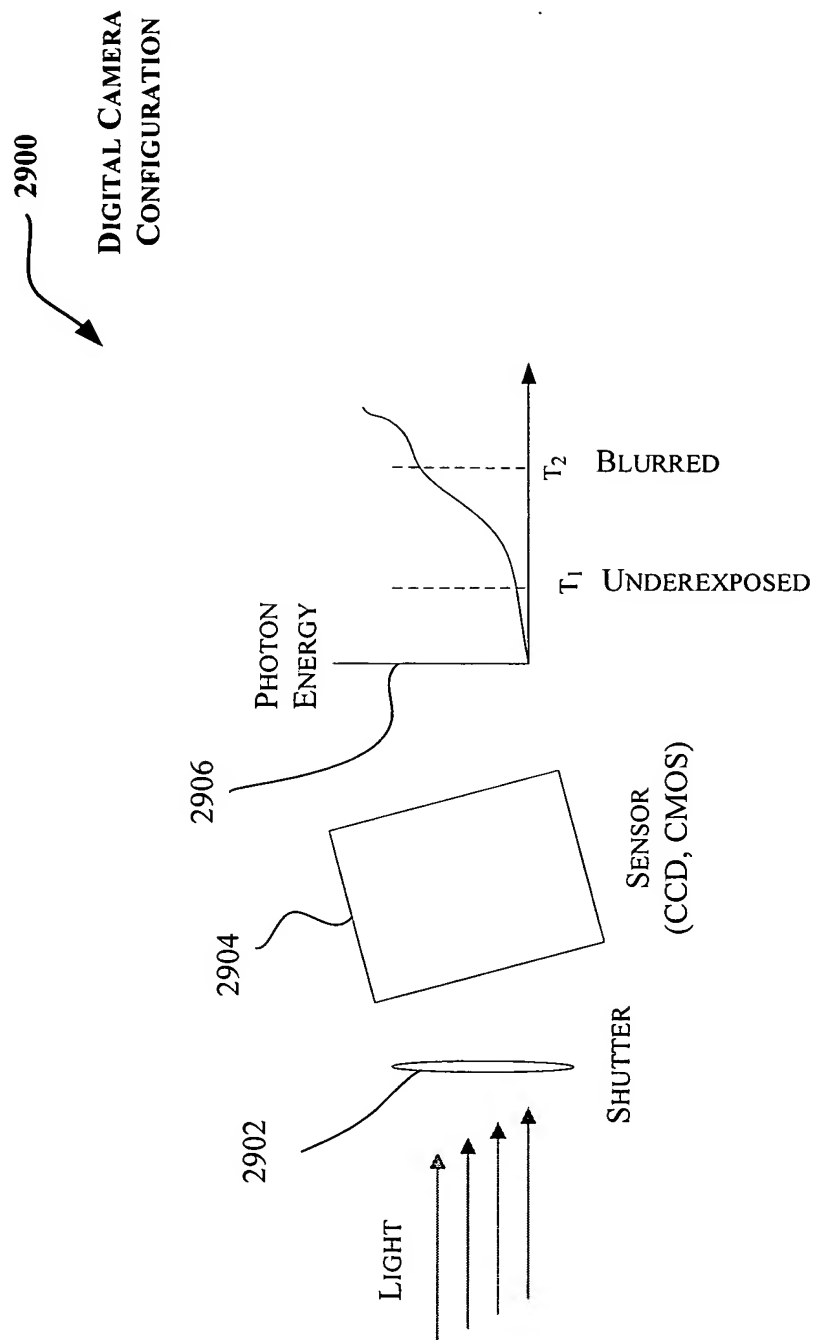 2900
DIGITAL CAMERA
CONFIGURATION
LIGHT
2902
SHUTTER
2904
SENSOR
(CCD, CMOS)
2906
PHOTON
ENERGY
T1 UNDEREXPOSED
T2 BLURRED